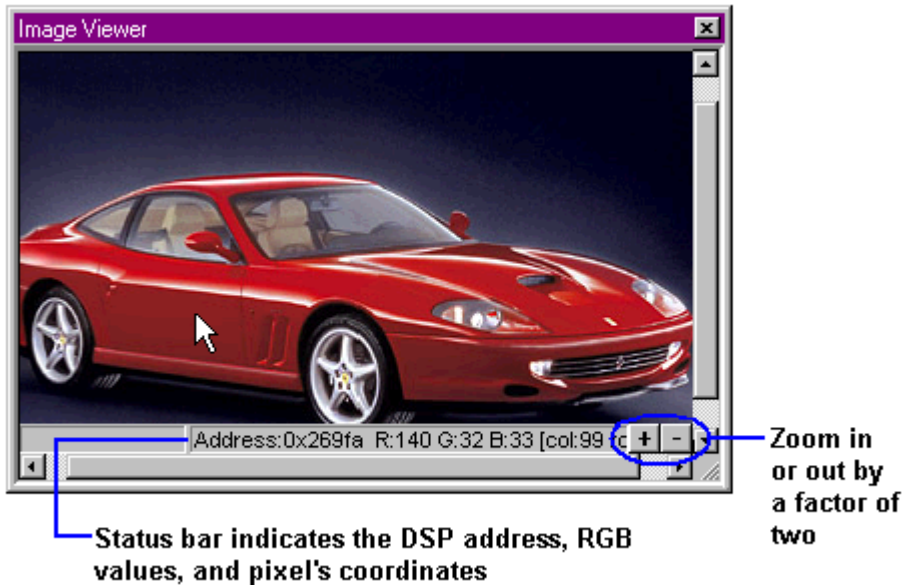 Image Viewer
Address:0x269fa R:140 G:32 B:33 [col:99
+ -
Zoom in
or out by
a factor of
two
Status bar indicates the DSP address, RGB
values, and pixel's coordinates